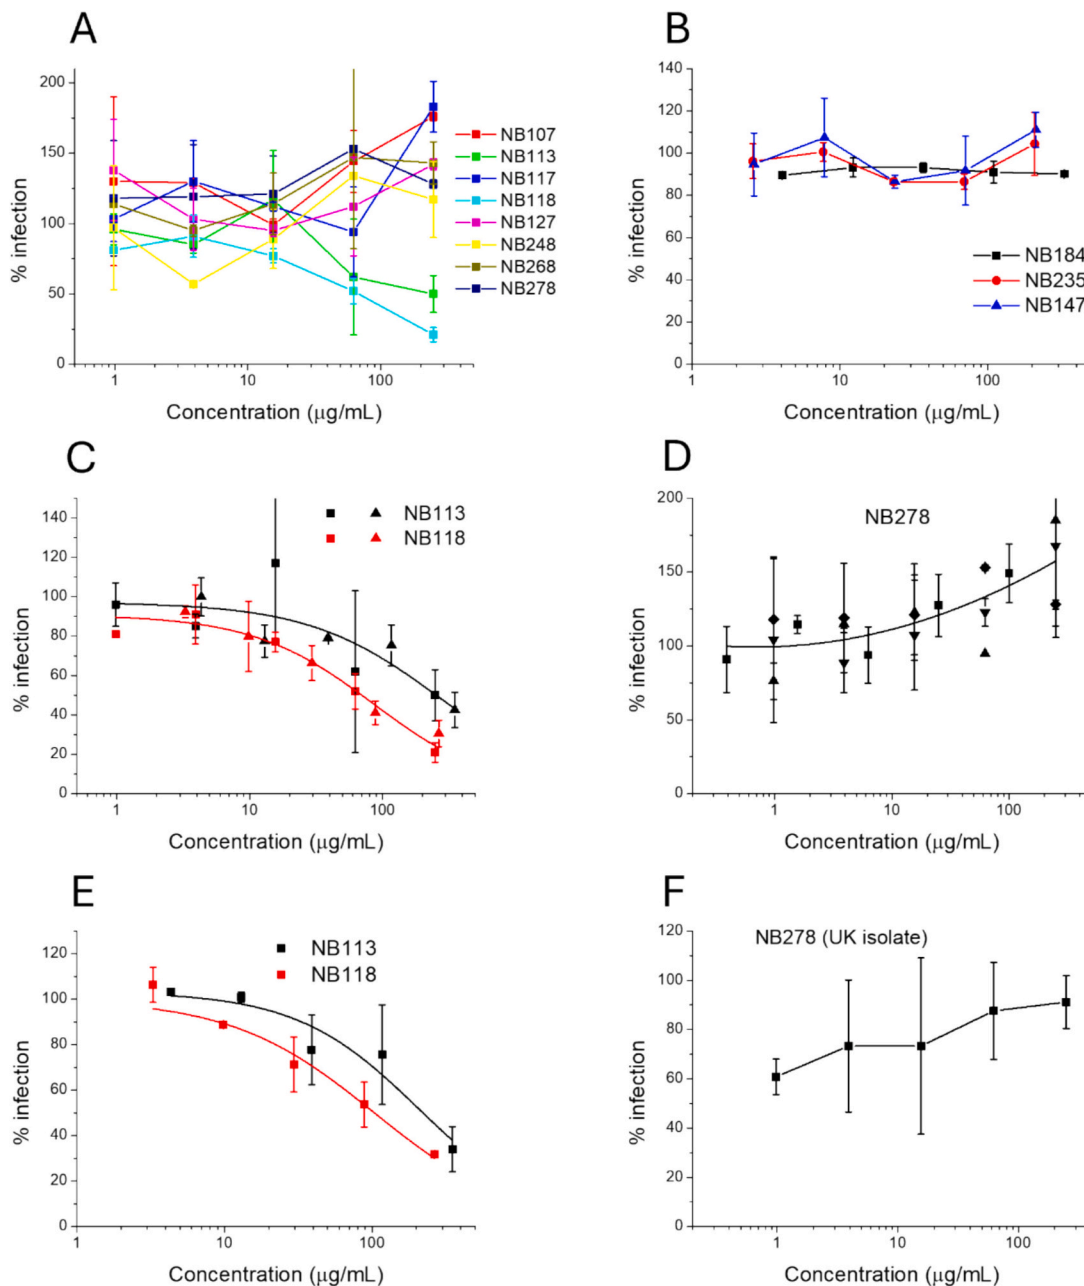 A
% infection
200
150
100
50
0
1
10
100
Concentration (μg/mL)
NB107
NB113
NB117
NB118
NB127
NB248
NB268
NB278
B
% infection
140
120
100
80
60
40
20
0
1
10
100
Concentration (μg/mL)
NB184
NB235
NB147
C
% infection
140
120
100
80
60
40
20
0
1
10
100
Concentration (μg/mL)
NB113
NB118
D
% infection
200
150
100
50
0
1
10
100
Concentration (μg/mL)
NB278
E
% infection
120
100
80
60
40
20
0
1
10
100
Concentration (μg/mL)
NB113
NB118
F
% infection
120
100
80
60
40
20
0
1
10
100
Concentration (μg/mL)
NB278 (UK isolate)